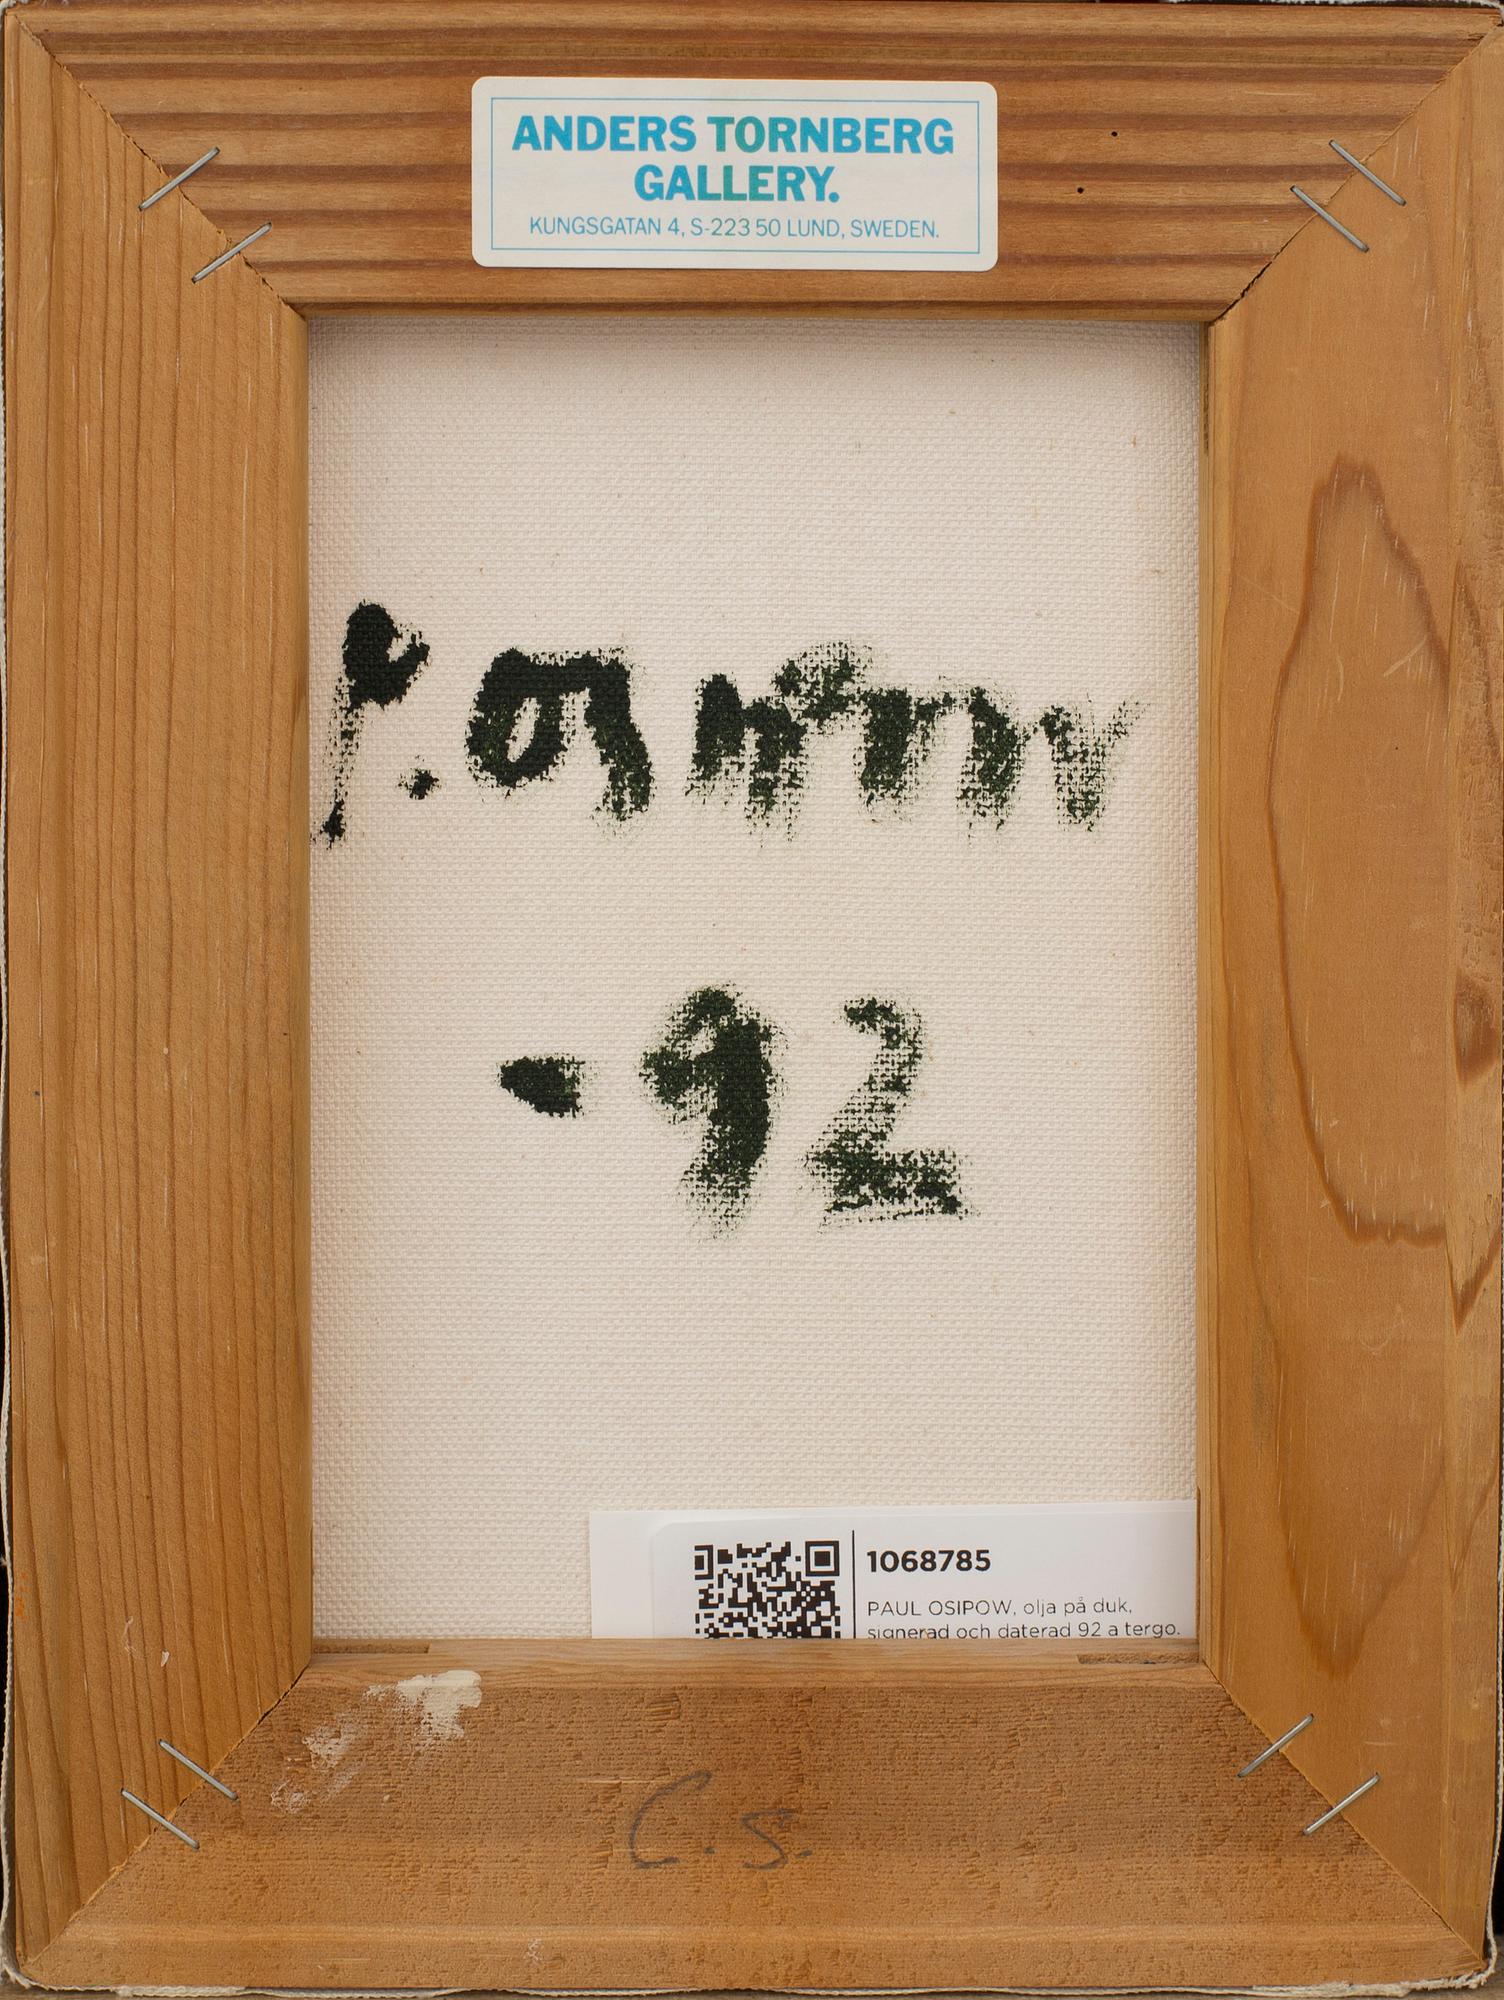 ANDERS TORNBERG
GALLERY.
KUNGSGATAN 4, S-223 50 LUND, SWEDEN.
P. OSIPOW
-92
1068785
PAUL OSIPOW, olja på duk,
signerad och daterad 92 a tergo.
C.S.